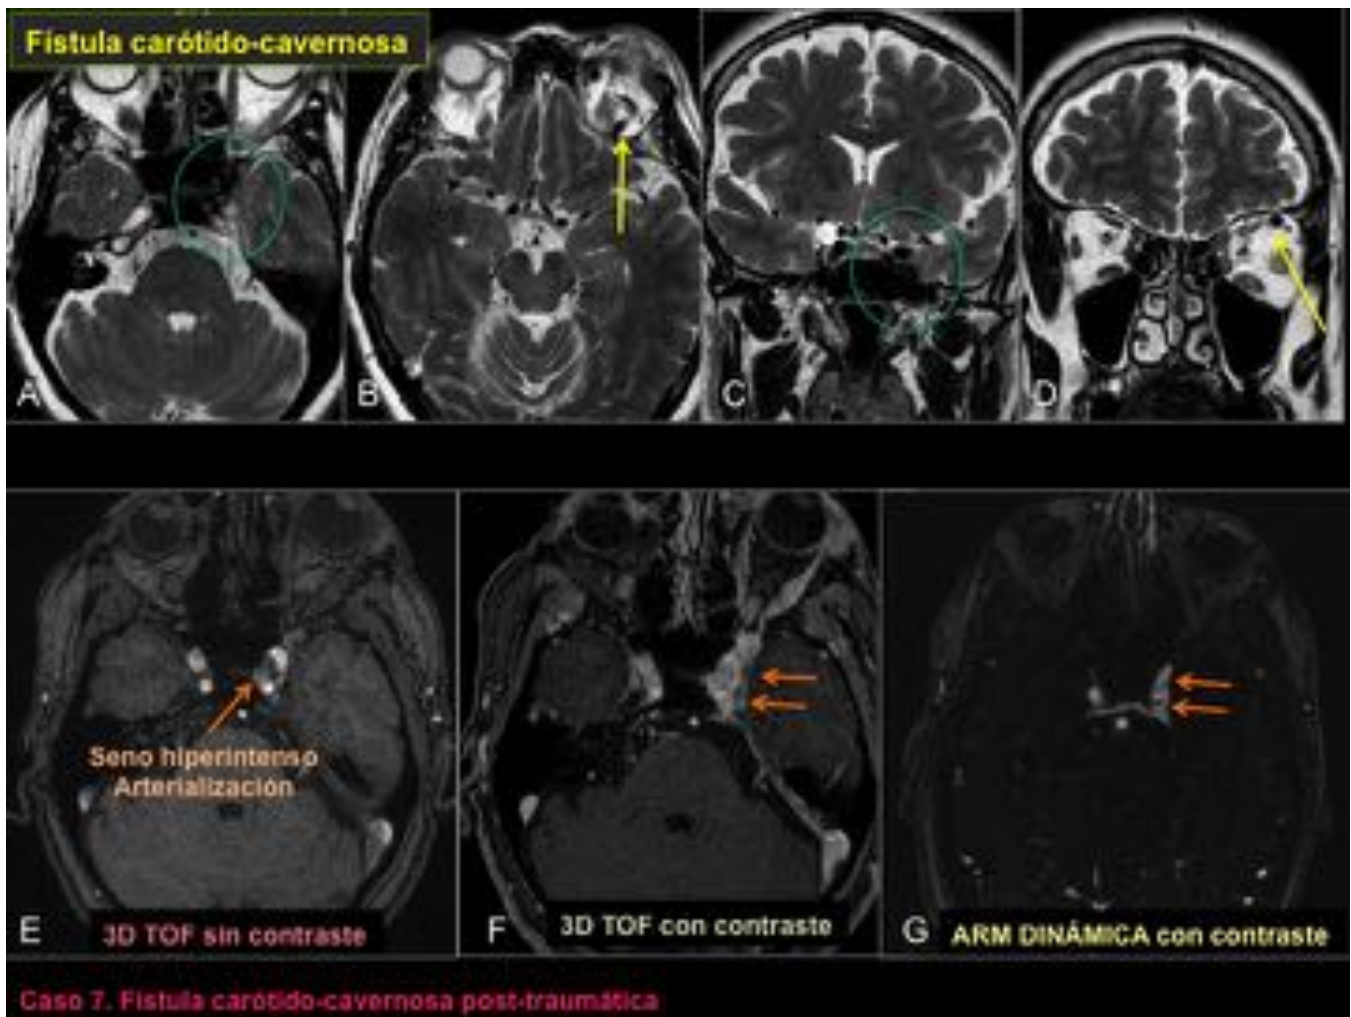 Fístula carótido-cavernosa
A
B
C
D
Seno hiperintenso
Arterialización
E
3D TOF sin contraste
F
3D TOF con contraste
G
ARM DINÁMICA con contraste
Caso 7. Fístula carótido-cavernosa post-traumática